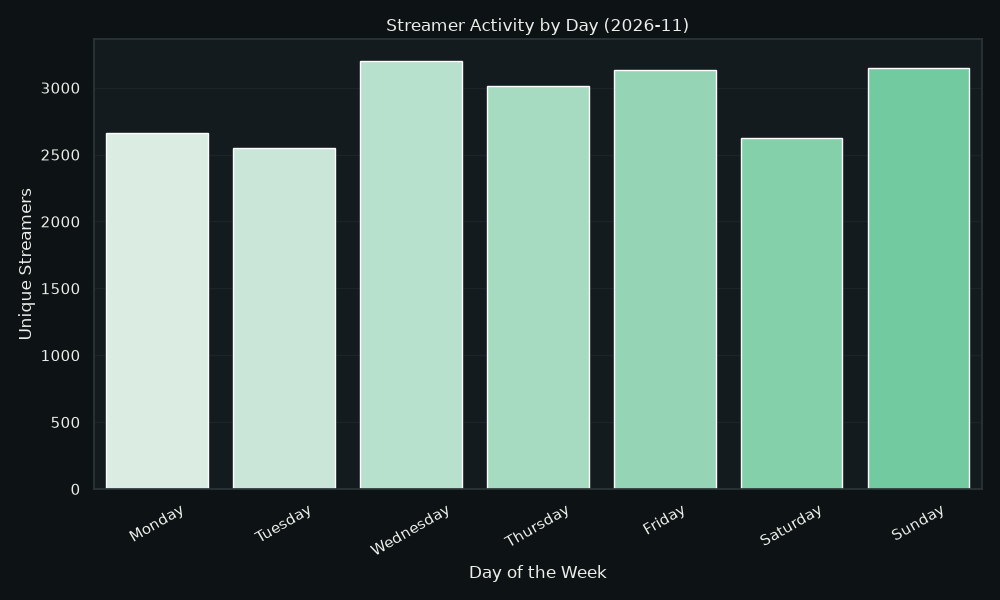 Streamer Activity by Day (2026-11)
Unique Streamers
3000
2500
2000
1500
1000
500
0
Monday
Tuesday
Wednesday
Thursday
Friday
Saturday
Sunday
Day of the Week